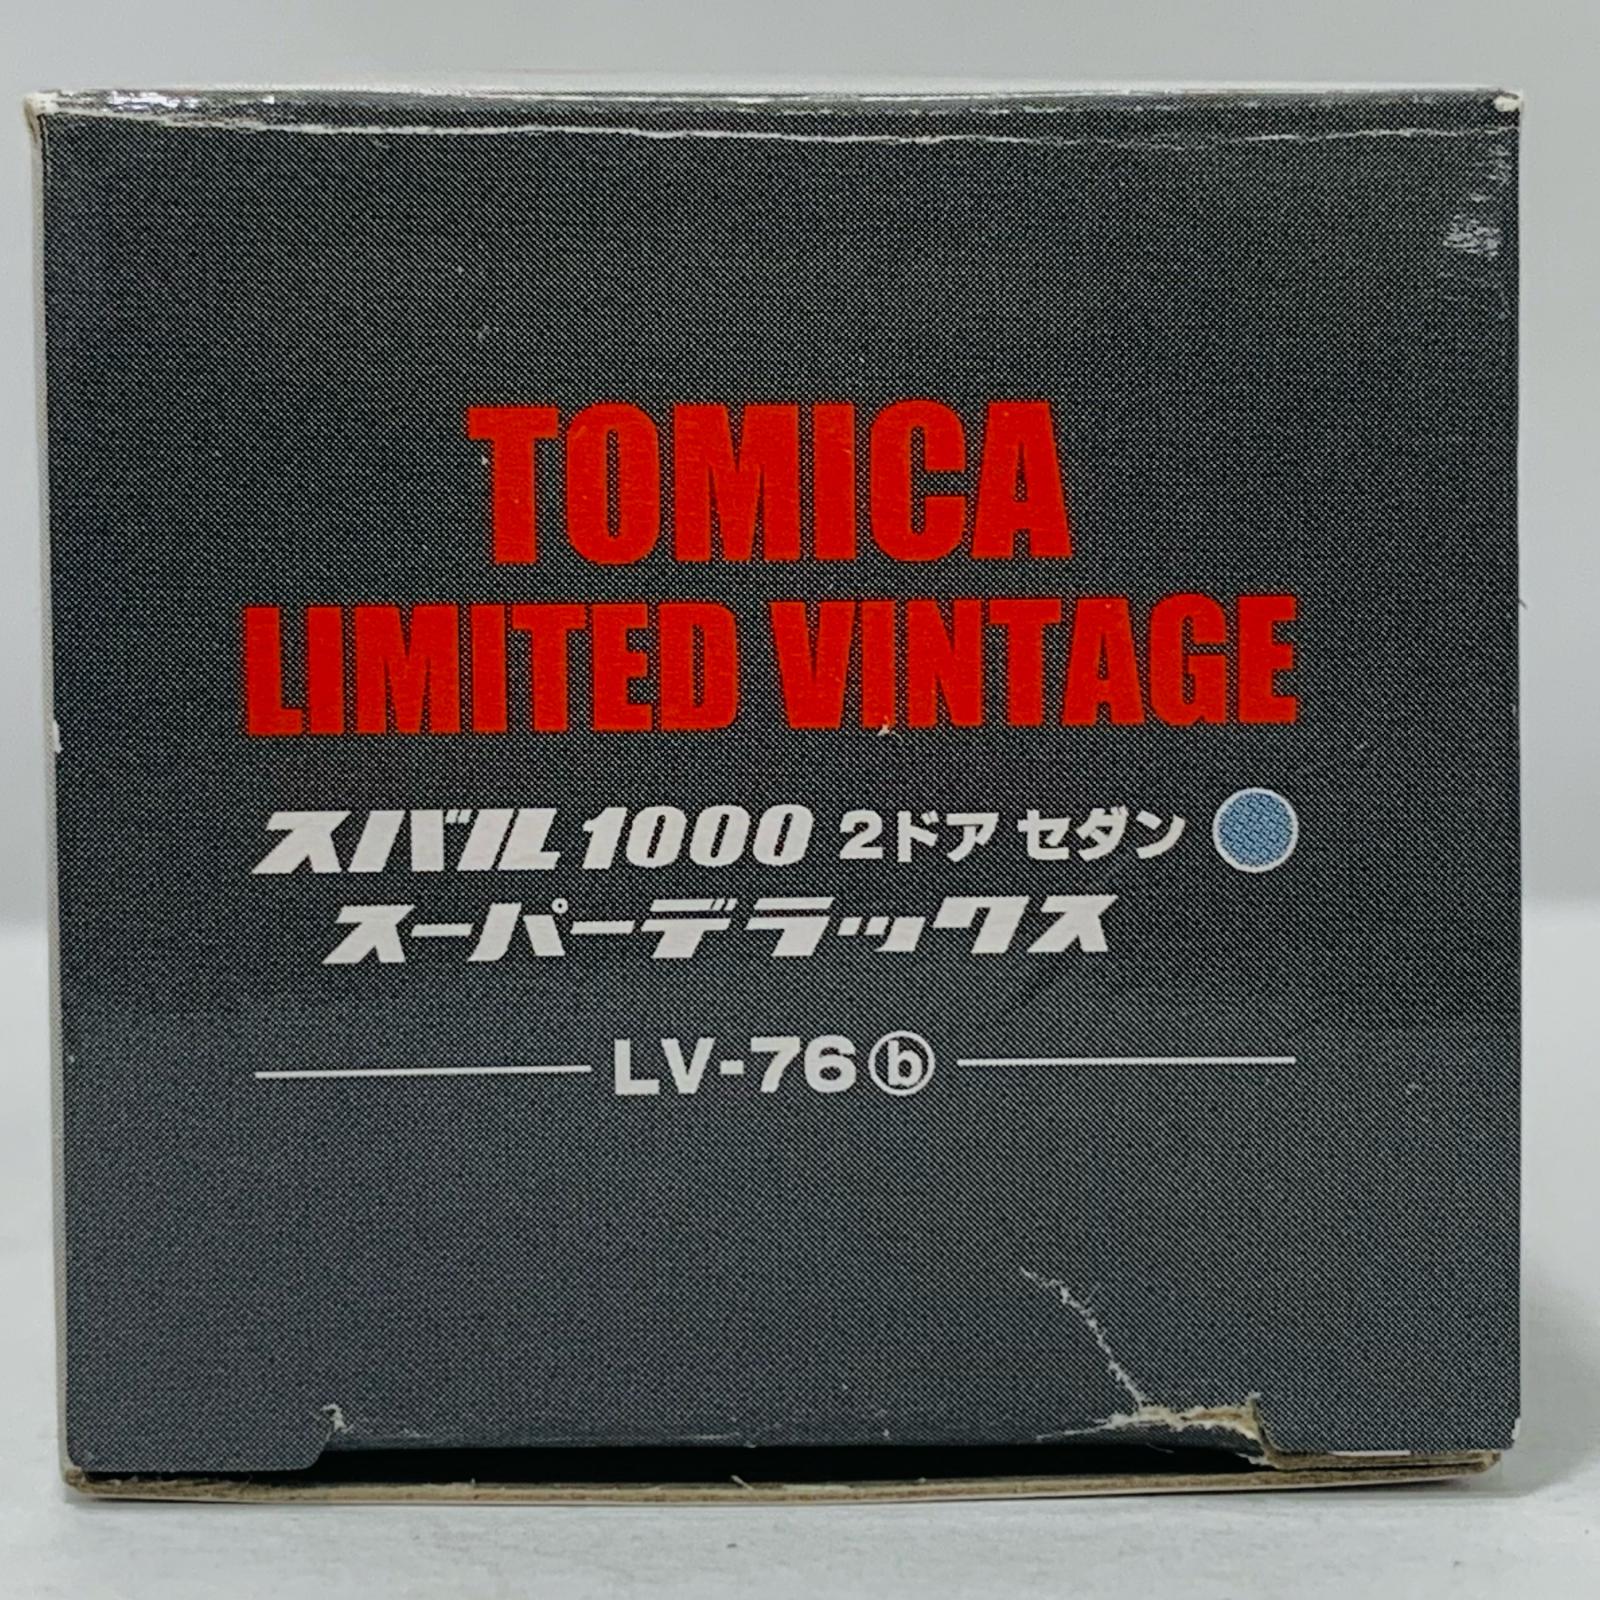 TOMICA
LIMITED VINTAGE
スバル1000 2ドア セダン
スーパーデラックス
LV-76ⓑ